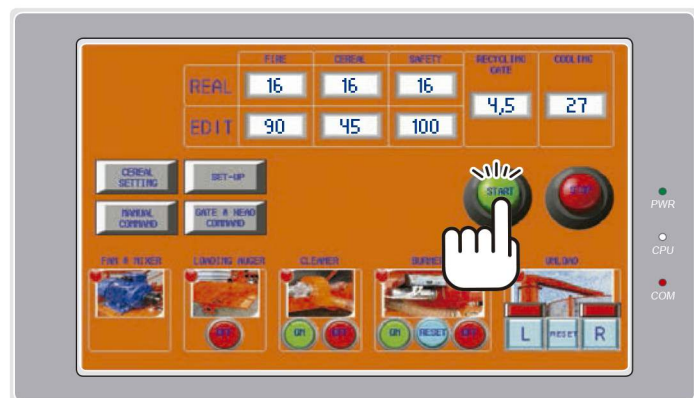 FIRE CEREAL SAFETY RECYCLING GATE COOLING
REAL 16 16 16 4,5 27
EDIT 90 45 100
CEREAL SETTING
SET-UP
MANUAL COMMAND
GATE & HEAD COMMAND
START
PWR
CPU
COM
FAN & MIXER LOADING AUGER CLEANER BURNER UNLOAD
OFF ON OFF ON RESET OFF L RESET R